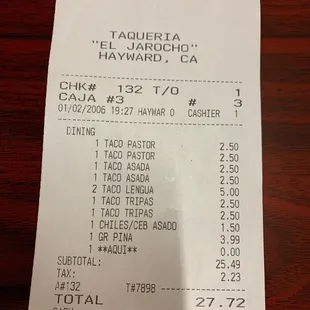 TAQUERIA
"EL JAROCHO"
HAYWARD, CA
CHK# 132 T/O 1
CAJA #3 # 3
01/02/2006 19:27 HAYWAR 0 CASHIER 1
DINING
1 TACO PASTOR 2.50
1 TACO PASTOR 2.50
1 TACO ASADA 2.50
1 TACO ASADA 2.50
2 TACO LENGUA 5.00
1 TACO TRIPAS 2.50
1 TACO TRIPAS 2.50
1 CHILES/CEB ASADO 1.50
1 GR PINA 3.99
1 **AQUI** 0.00
SUBTOTAL: 25.49
TAX: 2.23
A#132 T#7898
TOTAL 27.72